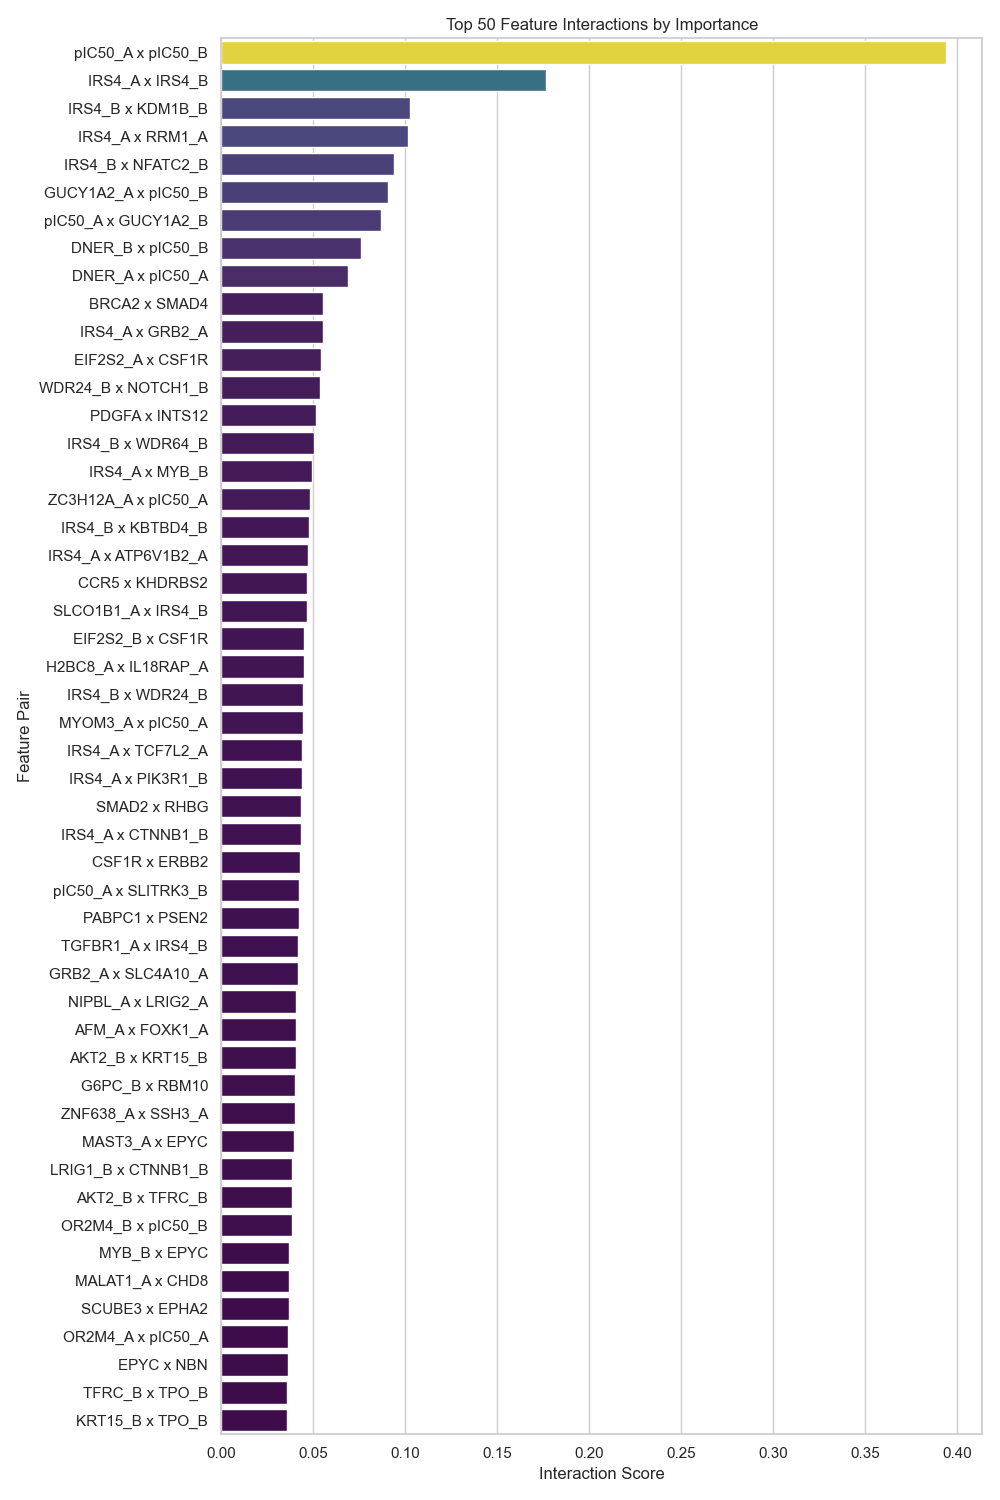 Top 50 Feature Interactions by Importance
pIC50_A x pIC50_B
IRS4_A x IRS4_B
IRS4_B x KDM1B_B
IRS4_A x RRM1_A
IRS4_B x NFATC2_B
GUCY1A2_A x pIC50_B
pIC50_A x GUCY1A2_B
DNER_B x pIC50_B
DNER_A x pIC50_A
BRCA2 x SMAD4
IRS4_A x GRB2_A
EIF2S2_A x CSF1R
WDR24_B x NOTCH1_B
PDGFA x INTS12
IRS4_B x WDR64_B
IRS4_A x MYB_B
ZC3H12A_A x pIC50_A
IRS4_B x KBTBD4_B
IRS4_A x ATP6V1B2_A
CCR5 x KHDRBS2
SLCO1B1_A x IRS4_B
EIF2S2_B x CSF1R
H2BC8_A x IL18RAP_A
IRS4_B x WDR24_B
MYOM3_A x pIC50_A
IRS4_A x TCF7L2_A
IRS4_A x PIK3R1_B
SMAD2 x RHBG
IRS4_A x CTNNB1_B
CSF1R x ERBB2
pIC50_A x SLITRK3_B
PABPC1 x PSEN2
TGFBR1_A x IRS4_B
GRB2_A x SLC4A10_A
NIPBL_A x LRIG2_A
AFM_A x FOXK1_A
AKT2_B x KRT15_B
G6PC_B x RBM10
ZNF638_A x SSH3_A
MAST3_A x EPYC
LRIG1_B x CTNNB1_B
AKT2_B x TFRC_B
OR2M4_B x pIC50_B
MYB_B x EPYC
MALAT1_A x CHD8
SCUBE3 x EPHA2
OR2M4_A x pIC50_A
EPYC x NBN
TFRC_B x TPO_B
KRT15_B x TPO_B
Feature Pair
0.00 0.05 0.10 0.15 0.20 0.25 0.30 0.35 0.40
Interaction Score